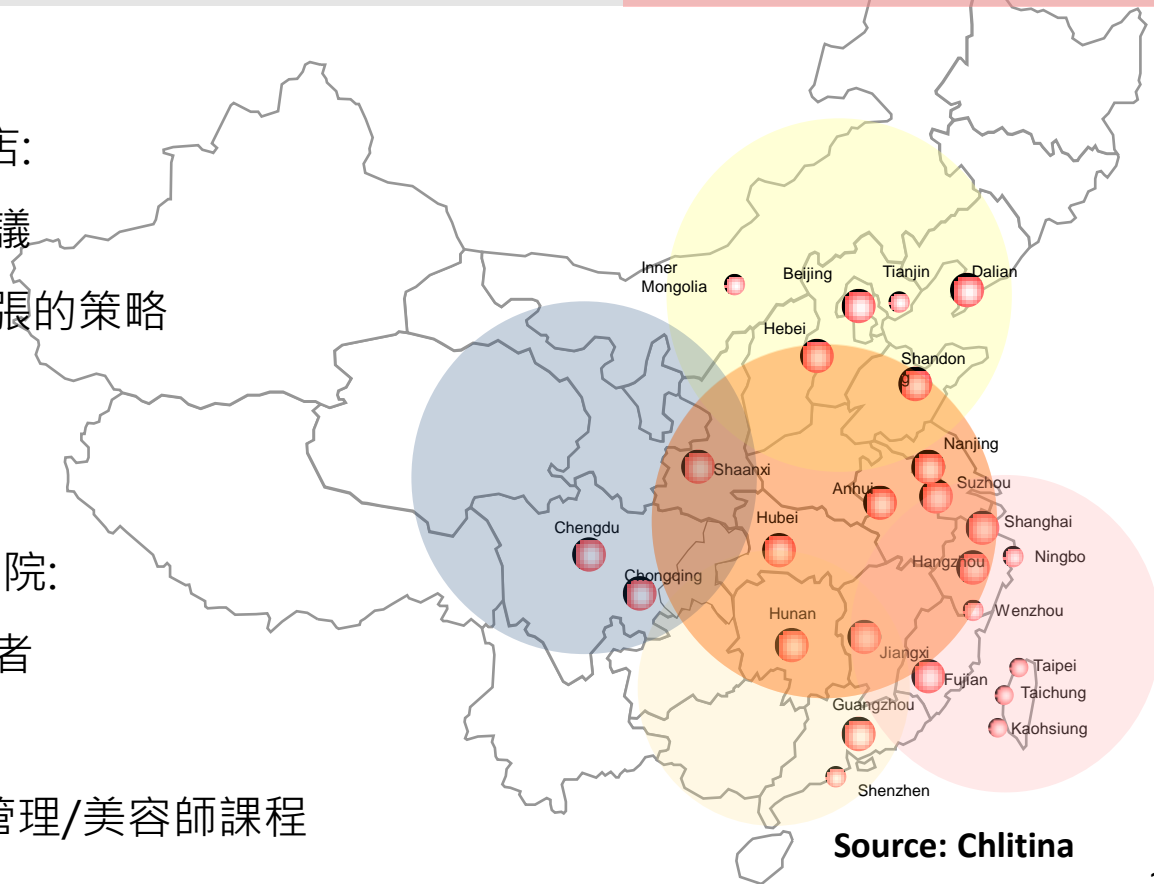 店:
議
張的策略
院:
者
管理/美容師課程
Inner
Mongolia
Beijing
Tianjin
Dalian
Hebei
Shandon
g
Nanjing
Shaanxi
Anhui
Suzhou
Hubei
Shanghai
Chengdu
Hangzhou
Ningbo
Chongqing
Wenzhou
Hunan
Jiangxi
Taipei
Fujian
Taichung
Guangzhou
Kaohsiung
Shenzhen
Source: Chlitina